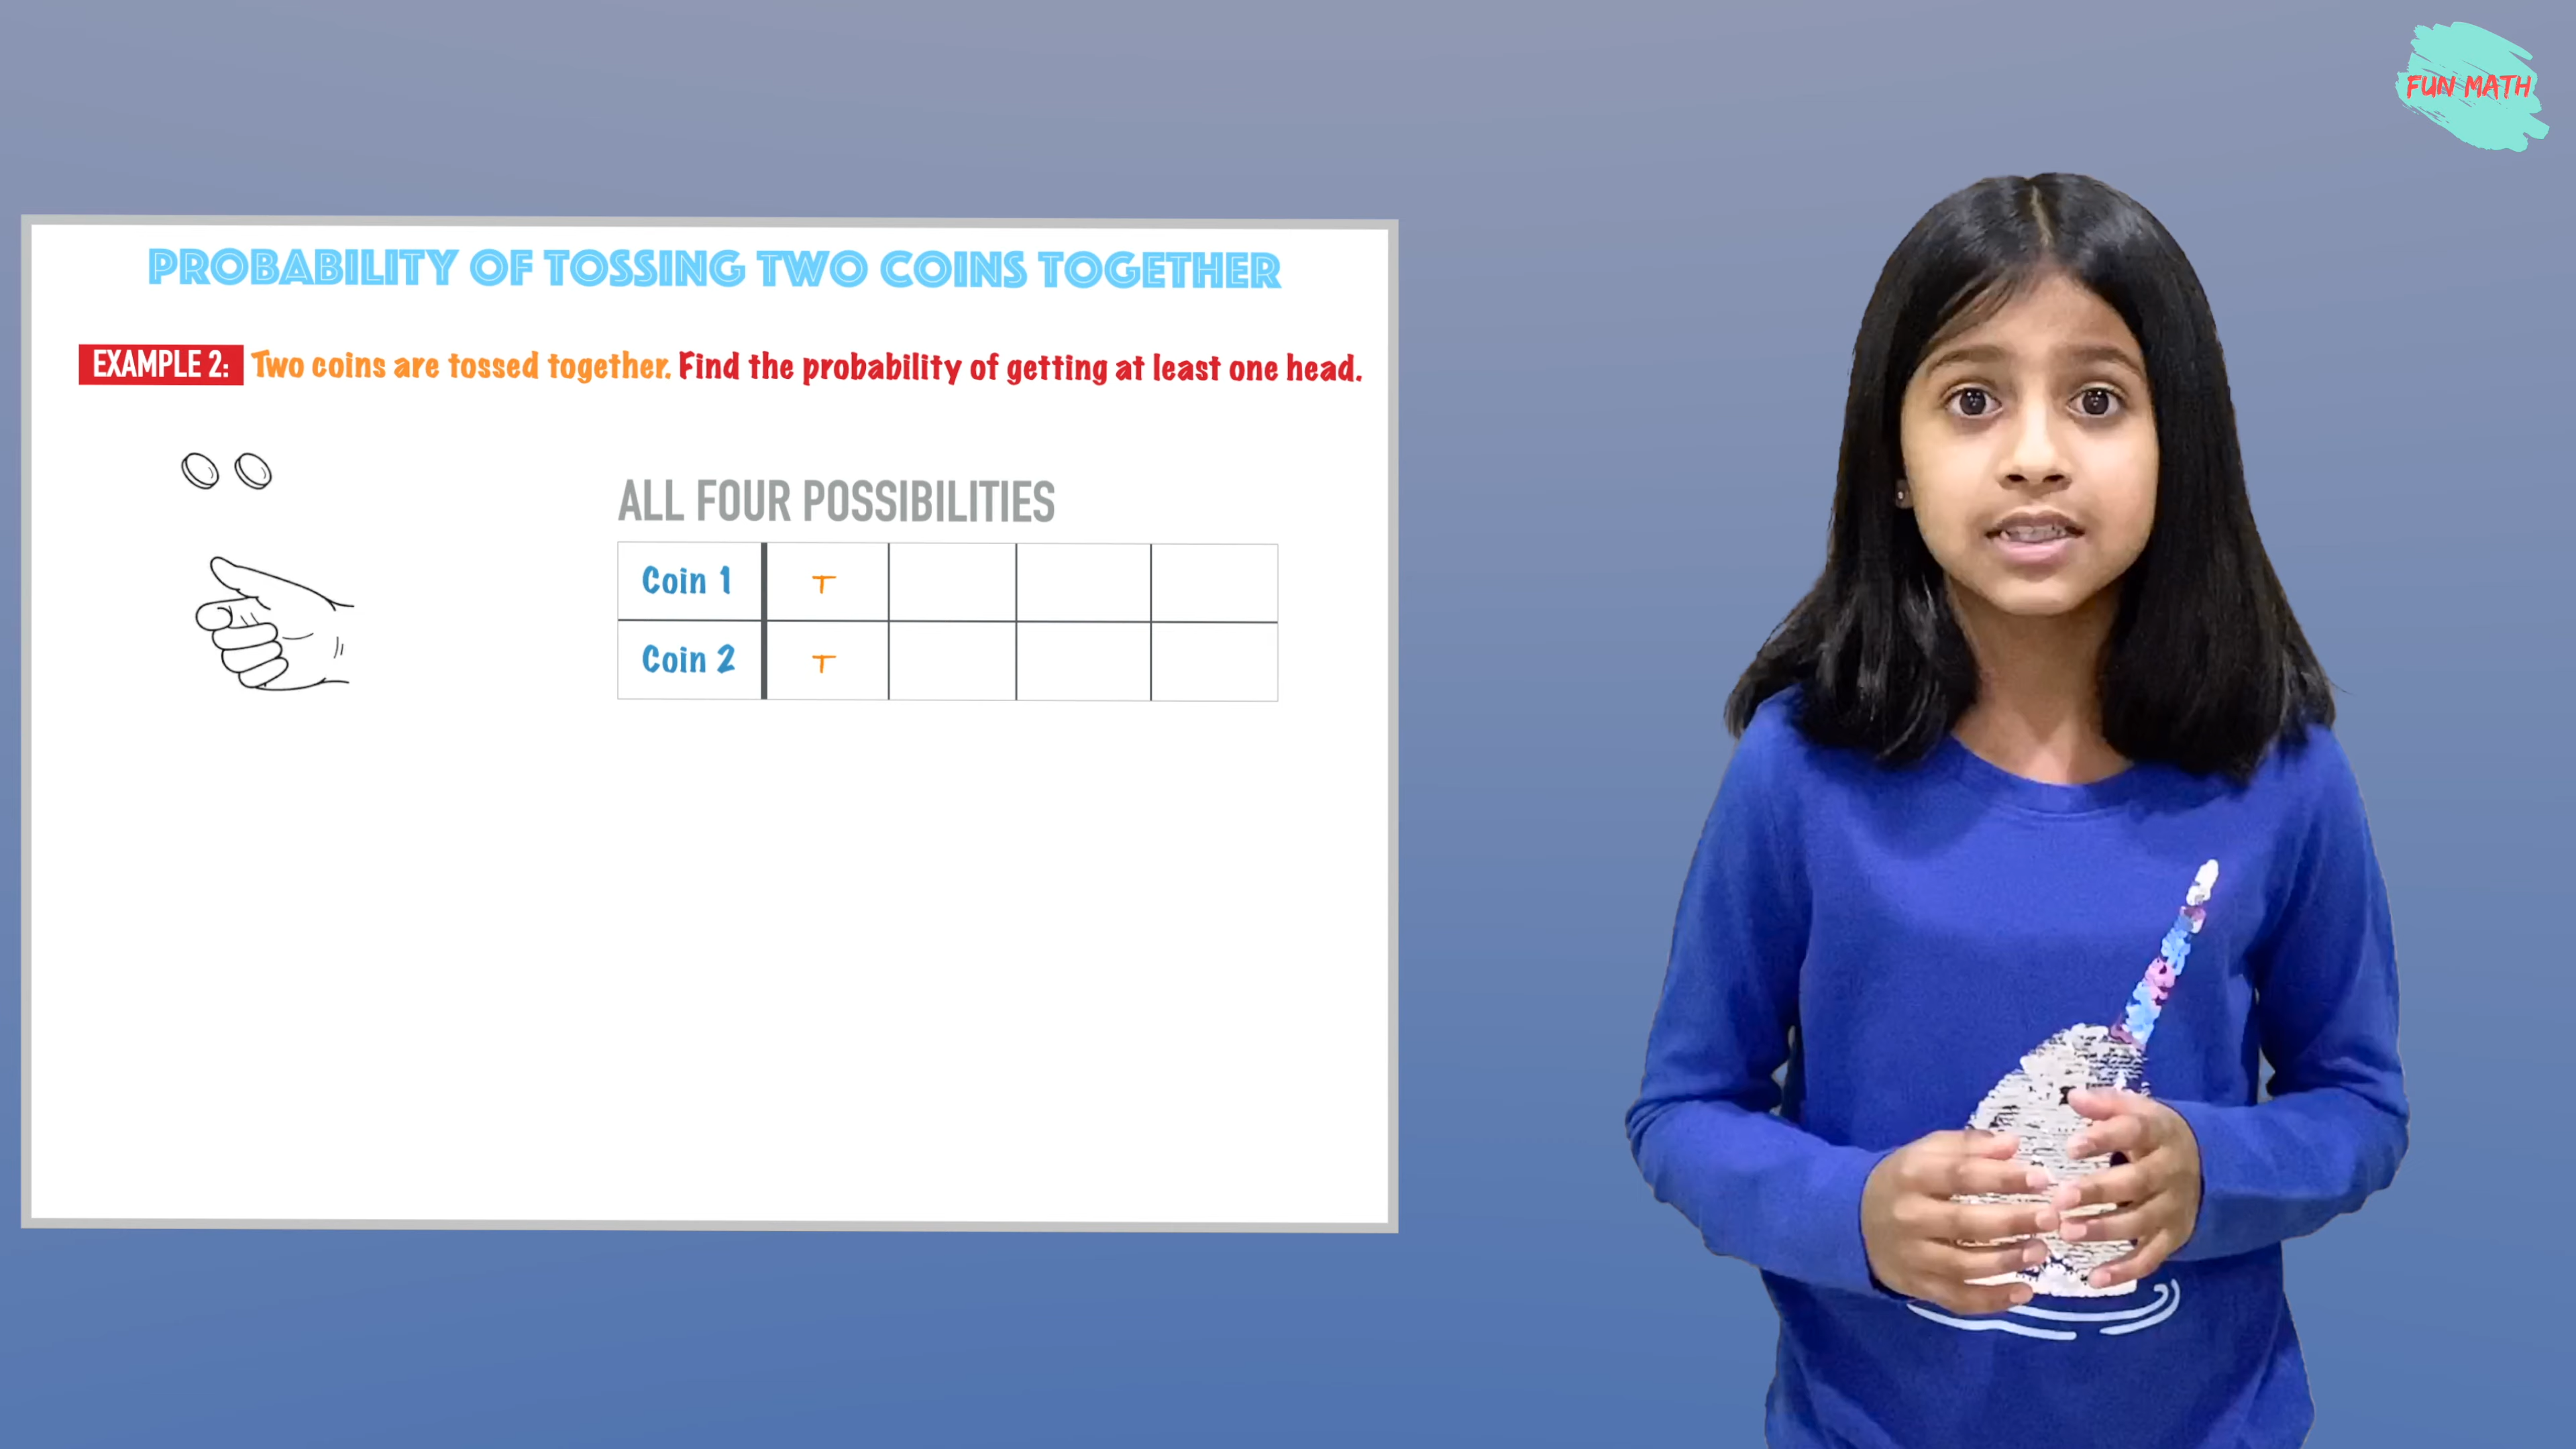 FUN MATH
PROBABILITY OF TOSSING TWO COINS TOGETHER
EXAMPLE 2: Two coins are tossed together. Find the probability of getting at least one head.
ALL FOUR POSSIBILITIES
Coin 1 T
Coin 2 T